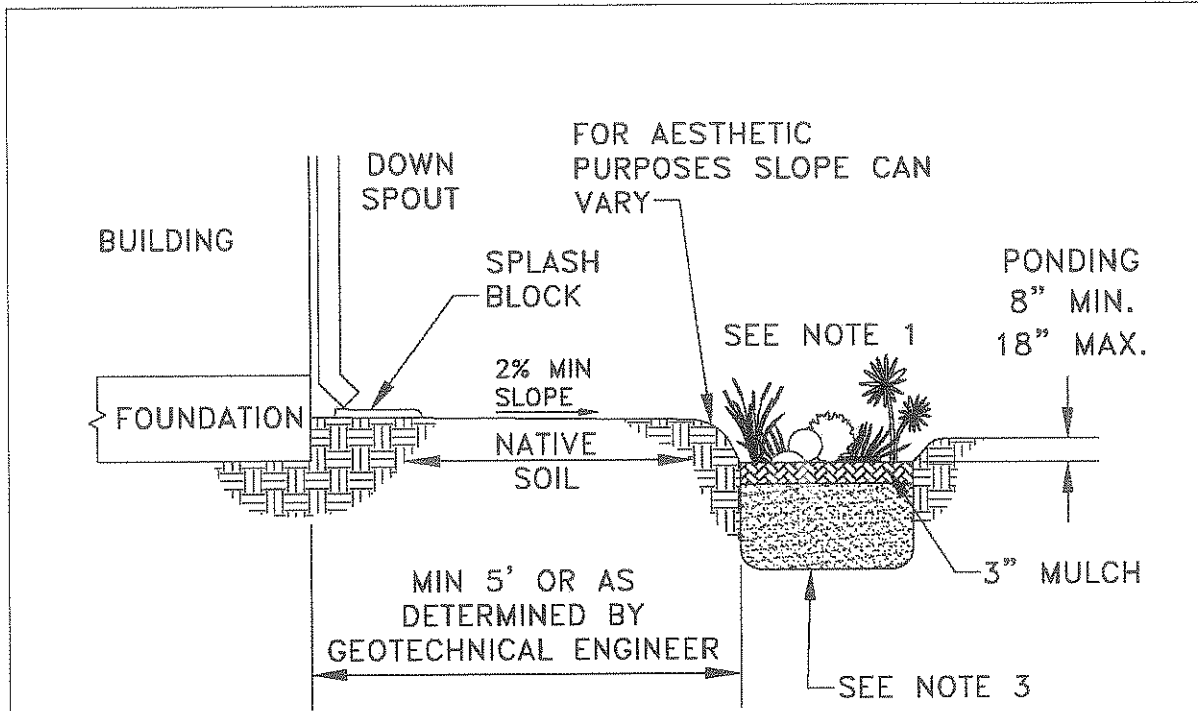 FOR AESTHETIC
PURPOSES SLOPE CAN
VARY
DOWN
SPOUT
BUILDING
SPLASH
BLOCK
PONDING
8" MIN.
18" MAX.
SEE NOTE 1
2% MIN
SLOPE
FOUNDATION
NATIVE
SOIL
3" MULCH
MIN 5' OR AS
DETERMINED BY
GEOTECHNICAL ENGINEER
SEE NOTE 3